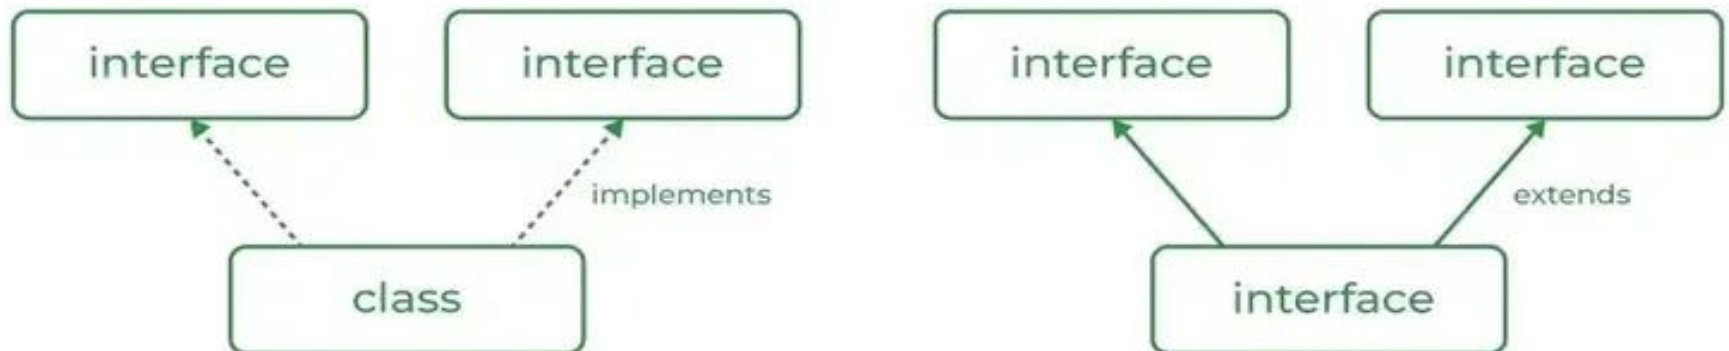 interface
interface
implements
class
interface
interface
extends
interface